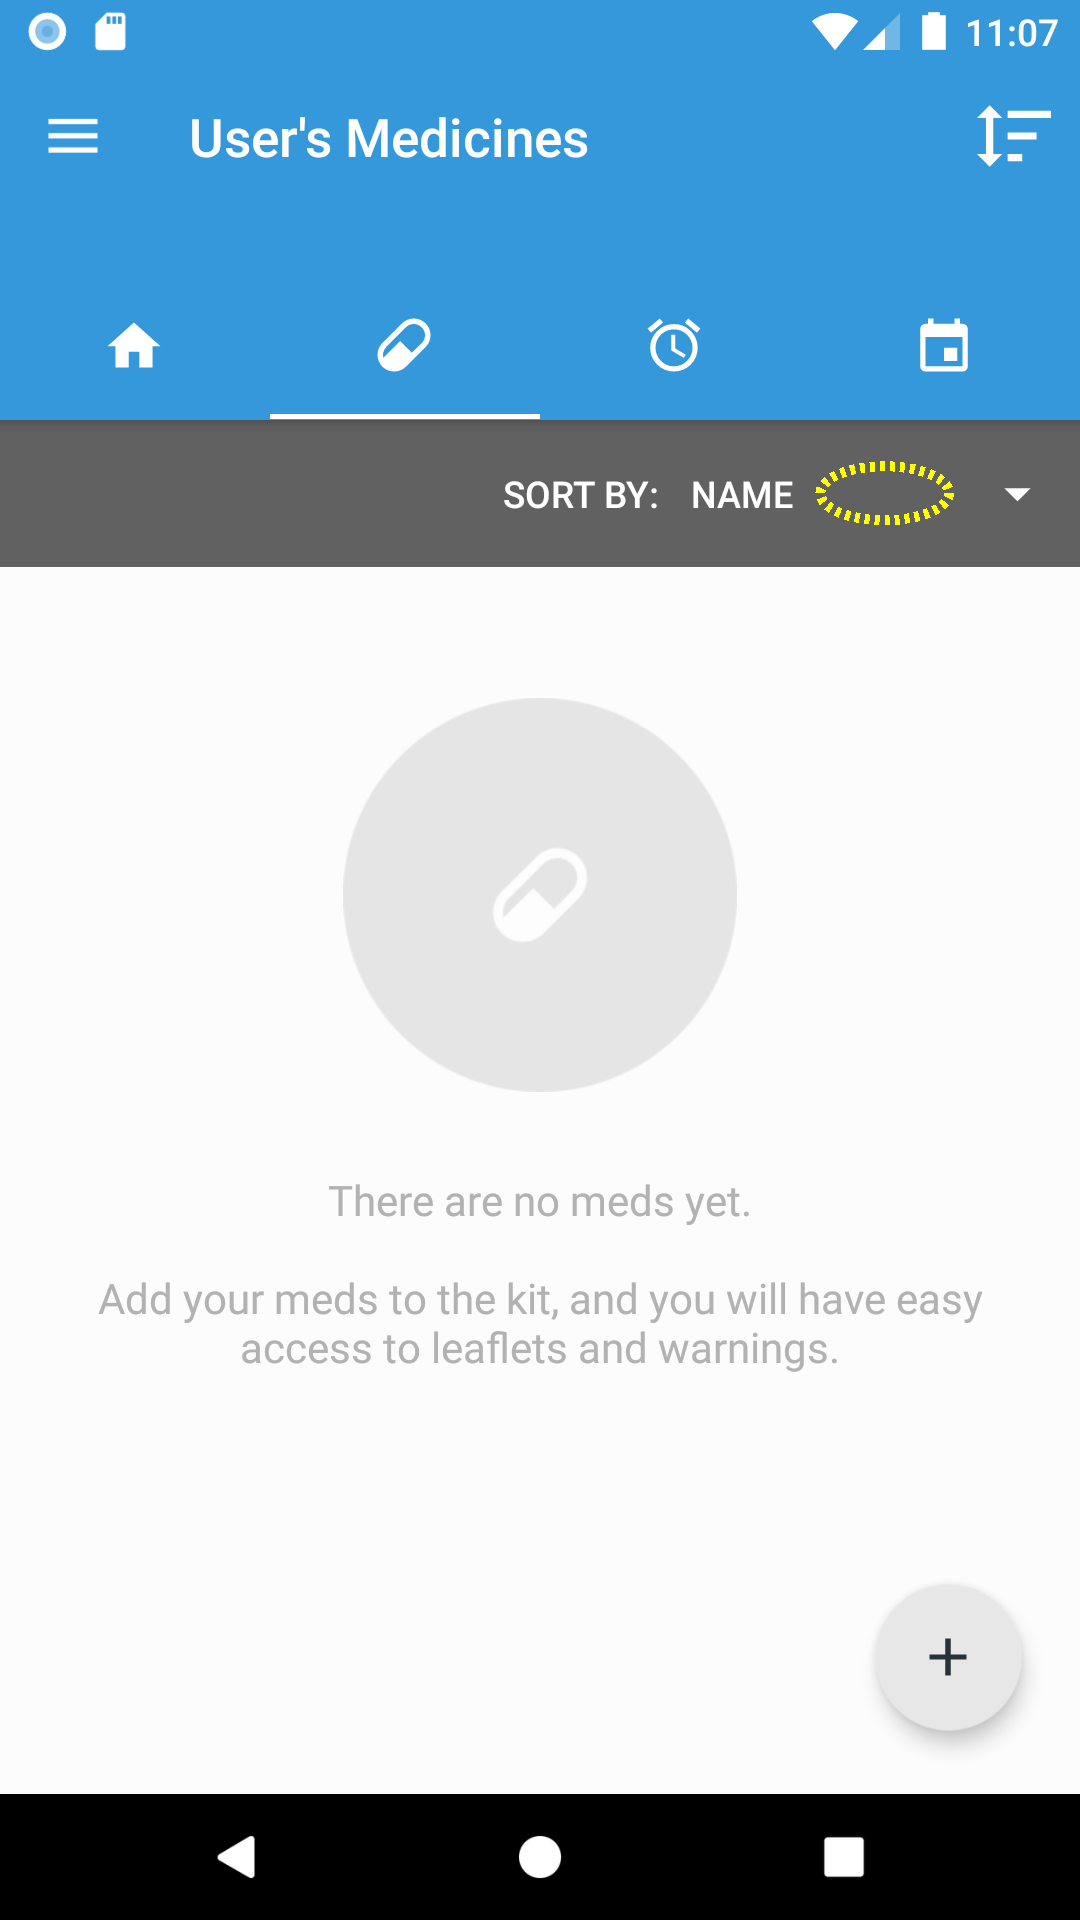 11:07
User's Medicines
SORT BY: NAME
There are no meds yet.
Add your meds to the kit, and you will have easy
access to leaflets and warnings.